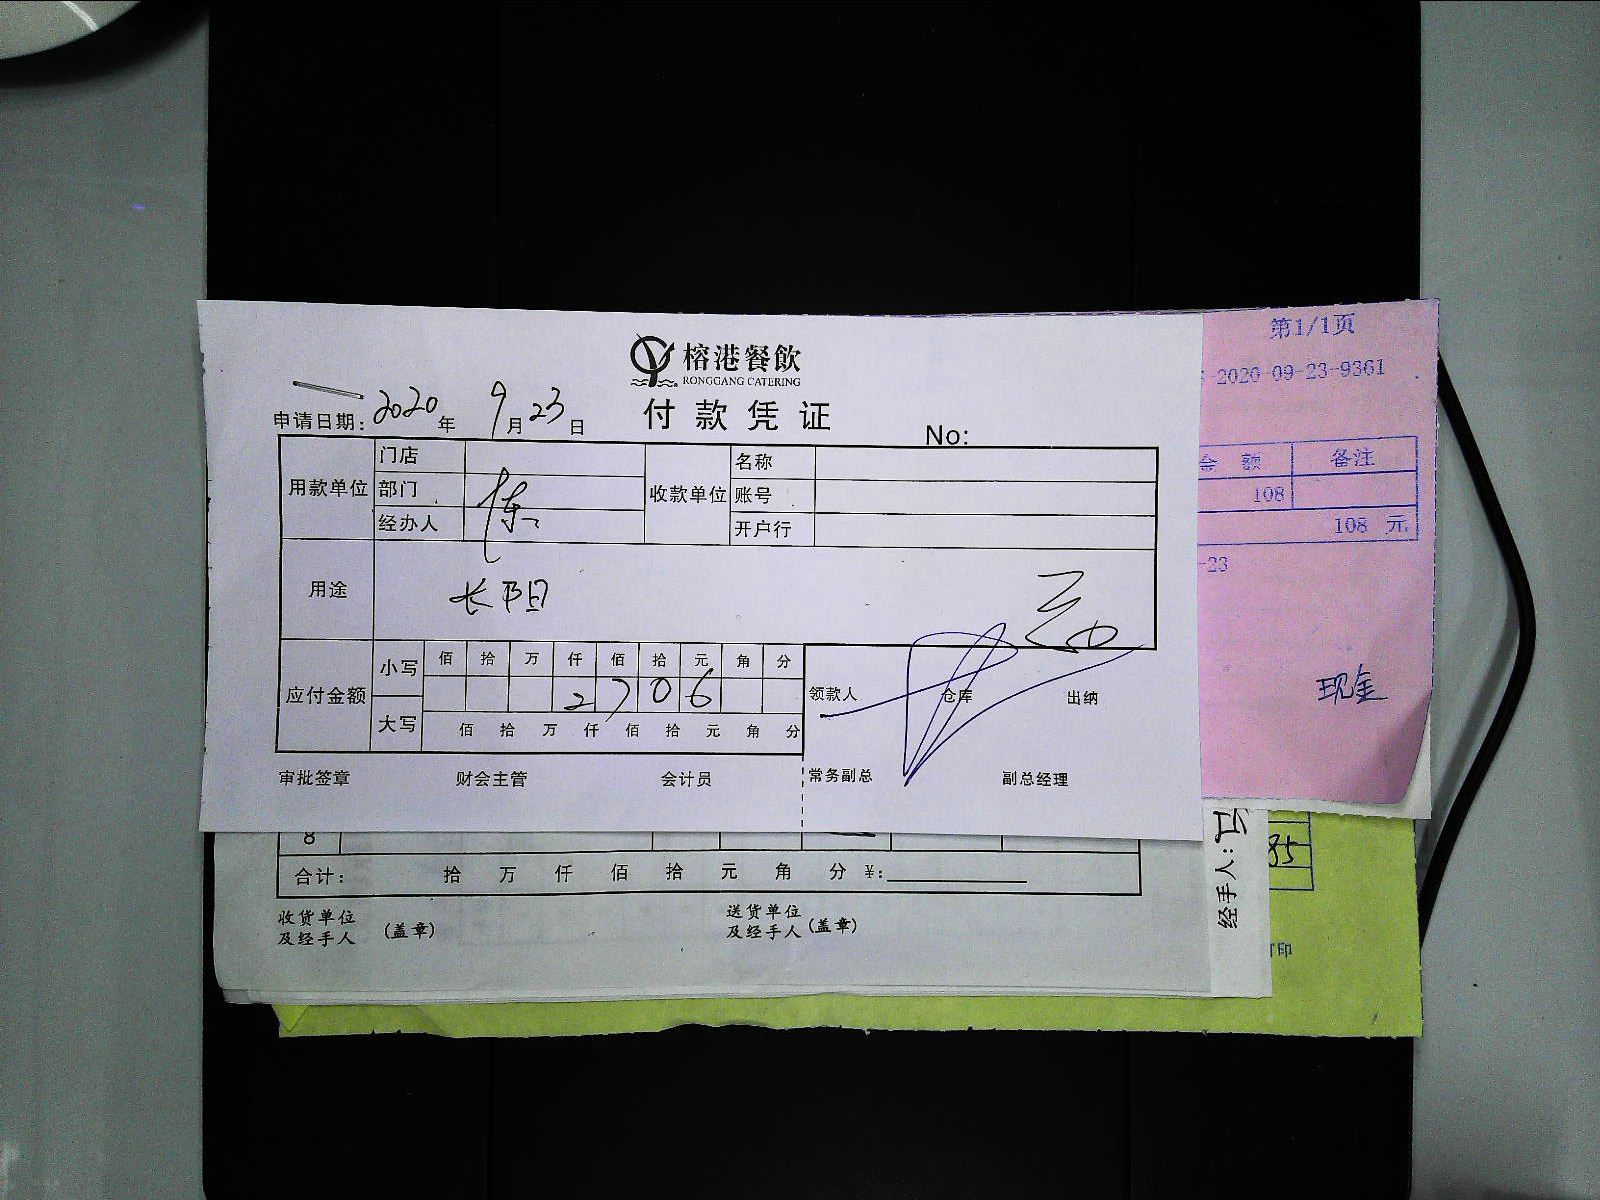 榕港餐飲
RONGGANG CATERING
付款凭证
申请日期: 2020年 9月23日
No:
用款单位 门店 收款单位 名称
部门 账号
经办人 陈 开户行
用途 长阳
应付金额 小写 佰 拾 万 仟 佰 拾 元 角 分
2 7 0 6
大写 佰 拾 万 仟 佰 拾 元 角 分
领款人 仓库 出纳
审批签章 财会主管 会计员 常务副总 副总经理
第1/1页
-2020-09-23-9361
金 额 备注
108
108 元
-23
现金
8
合计: 拾 万 仟 佰 拾 元 角 分 ¥:
收货单位
及经手人 (盖章)
送货单位
及经手人 (盖章)
经手人:
35
打印